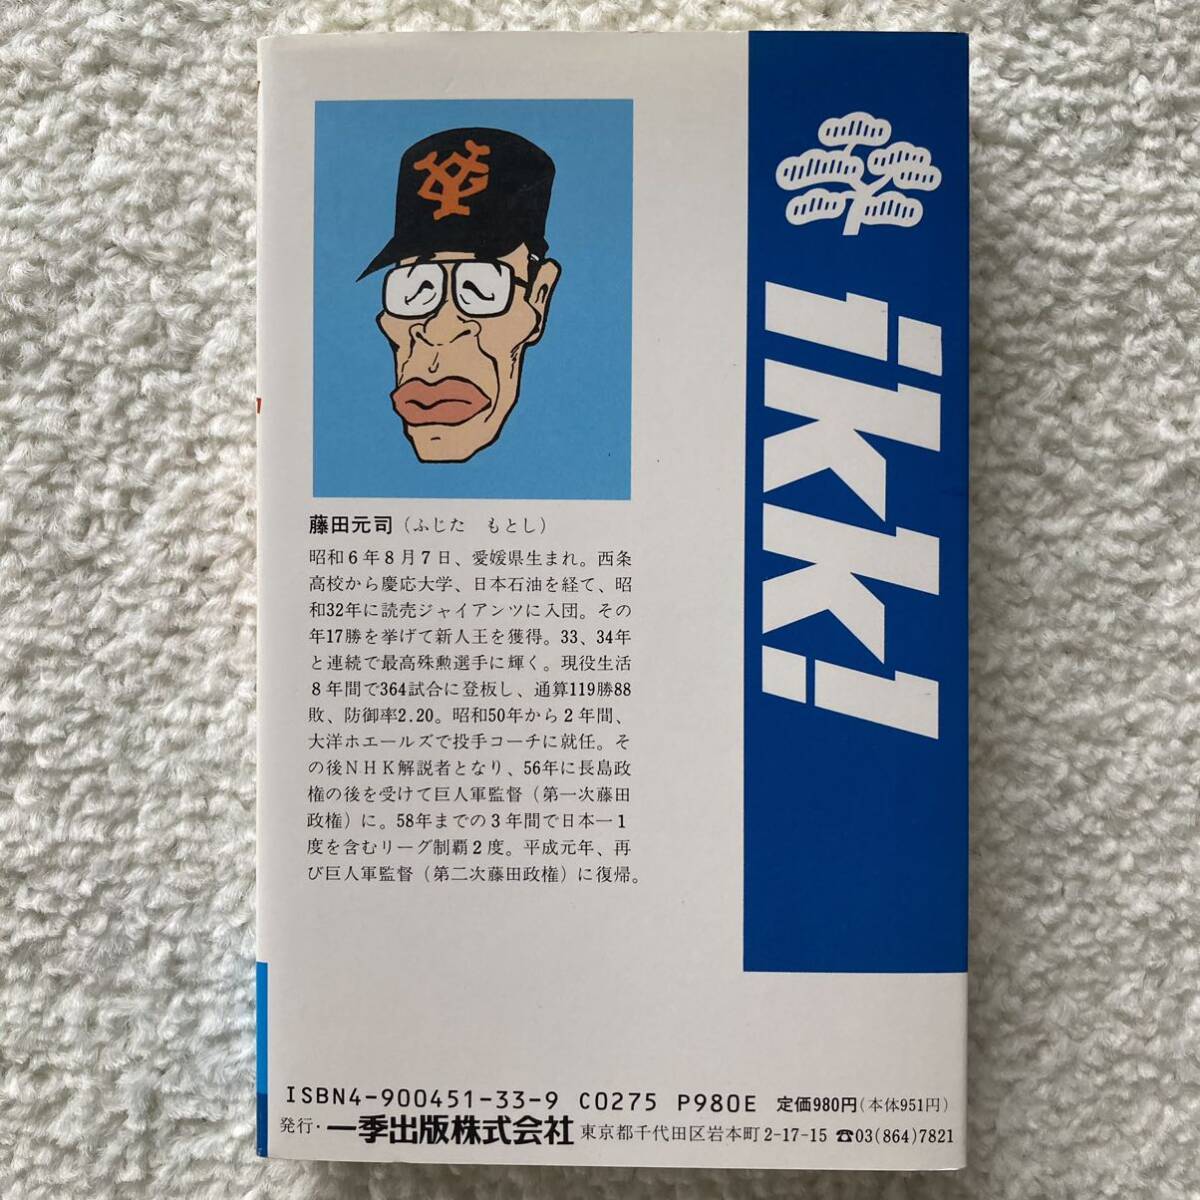 ikki
藤田元司(ふじた もとし)
昭和6年8月7日、愛媛県生まれ。西条
高校から慶応大学、日本石油を経て、昭
和32年に読売ジャイアンツに入団。その
年17勝を挙げて新人王を獲得。33、34年
と連続で最高殊勲選手に輝く。現役生活
8年間で364試合に登板し、通算119勝88
敗、防御率2.20。昭和50年から2年間、
大洋ホエールズで投手コーチに就任。そ
の後NHK解説者となり、56年に長島政
権の後を受けて巨人軍監督(第一次藤田
政権)に。58年までの3年間で日本一1
度を含むリーグ制覇2度。平成元年、再
び巨人軍監督(第二次藤田政権)に復帰。
ISBN4-900451-33-9 C0275 P980E 定価980円(本体951円)
発行・一季出版株式会社 東京都千代田区岩本町2-17-15 ☎03(864)7821